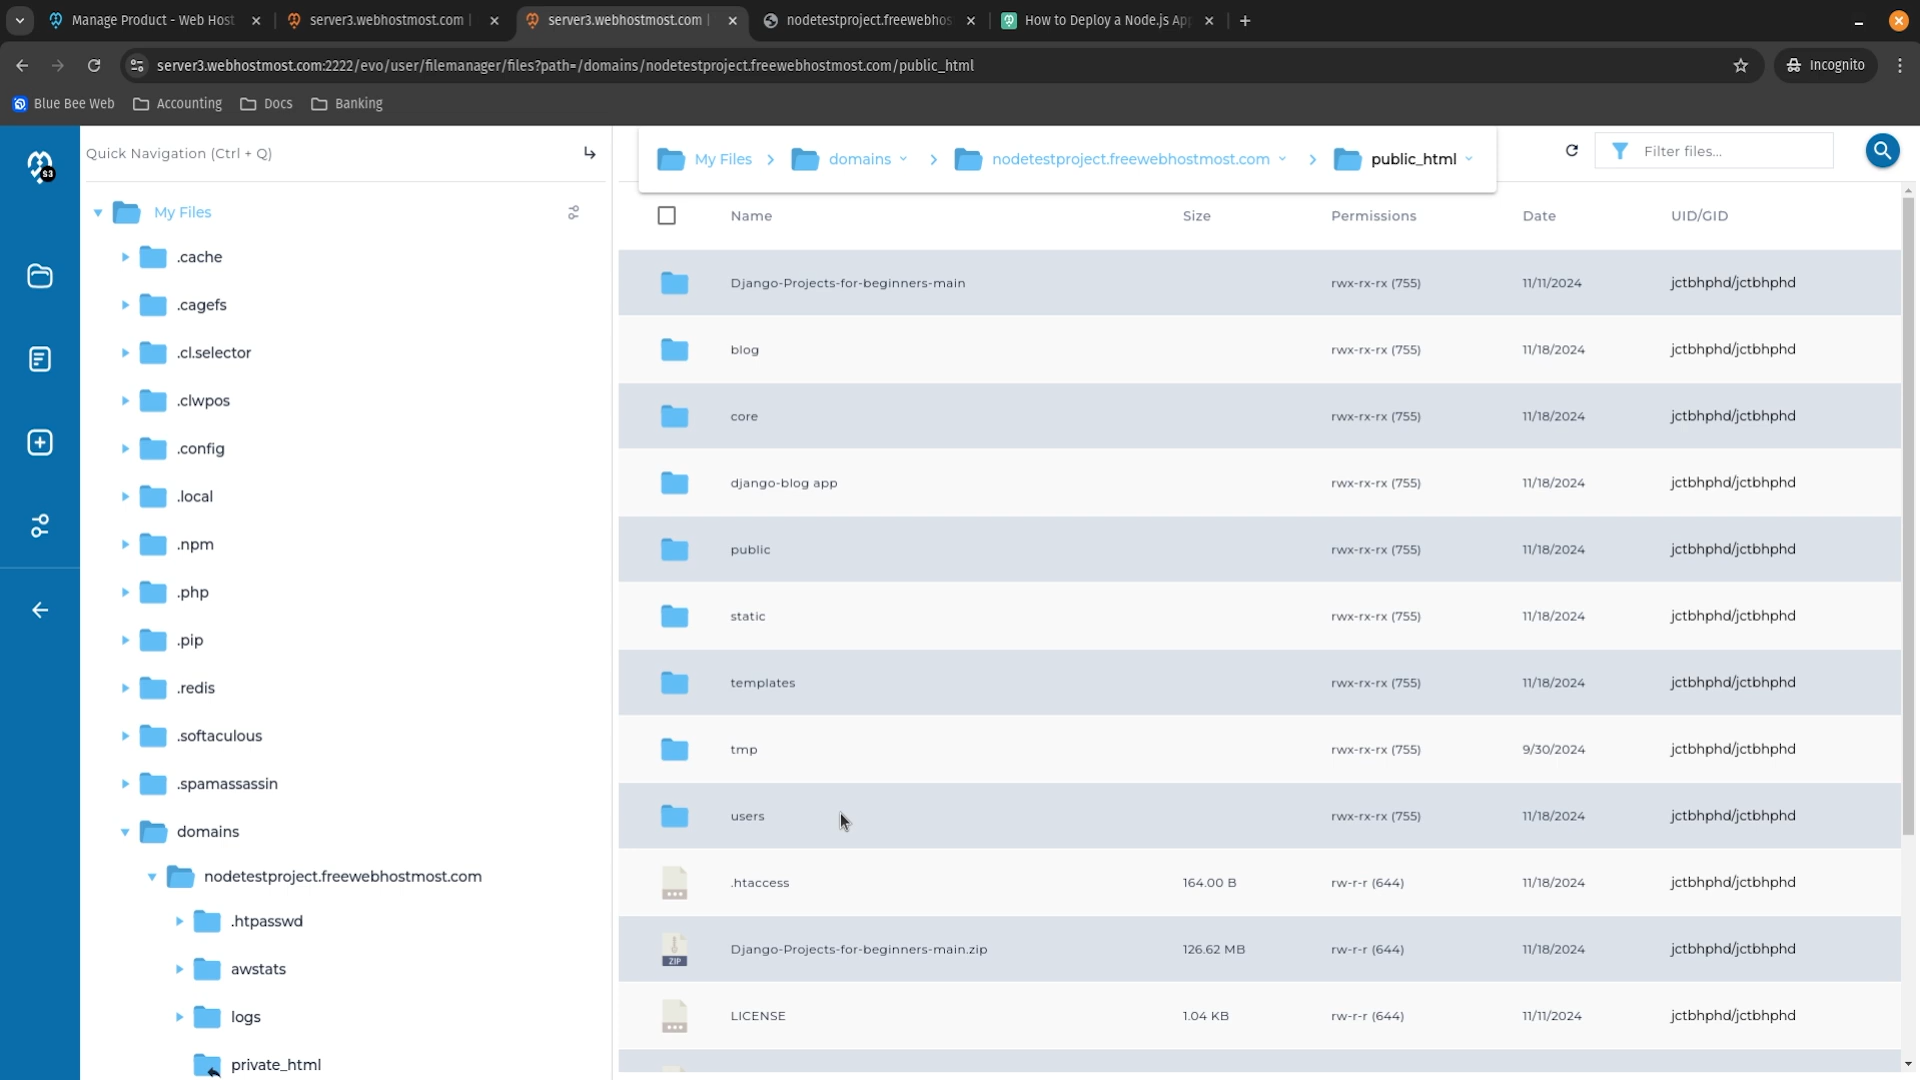 Manage Product - Web Host
server3.webhostmost.com |
server3.webhostmost.com |
nodetestproject.freewebhos
How to Deploy a Node.js Ap
server3.webhostmost.com:2222/evo/user/filemanager/files?path=/domains/nodetestproject.freewebhostmost.com/public_html
Incognito
Blue Bee Web
Accounting
Docs
Banking
S3
Quick Navigation (Ctrl + Q)
My Files
domains
nodetestproject.freewebhostmost.com
public_html
Filter files...
My Files
.cache
.cagefs
.cl.selector
.clwpos
.config
.local
.npm
.php
.pip
.redis
.softaculous
.spamassassin
domains
nodetestproject.freewebhostmost.com
.htpasswd
awstats
logs
private_html
Name Size Permissions Date UID/GID
Django-Projects-for-beginners-main rwx-rx-rx (755) 11/11/2024 jctbhphd/jctbhphd
blog rwx-rx-rx (755) 11/18/2024 jctbhphd/jctbhphd
core rwx-rx-rx (755) 11/18/2024 jctbhphd/jctbhphd
django-blog app rwx-rx-rx (755) 11/18/2024 jctbhphd/jctbhphd
public rwx-rx-rx (755) 11/18/2024 jctbhphd/jctbhphd
static rwx-rx-rx (755) 11/18/2024 jctbhphd/jctbhphd
templates rwx-rx-rx (755) 11/18/2024 jctbhphd/jctbhphd
tmp rwx-rx-rx (755) 9/30/2024 jctbhphd/jctbhphd
users rwx-rx-rx (755) 11/18/2024 jctbhphd/jctbhphd
.htaccess 164.00 B rw-r-r (644) 11/18/2024 jctbhphd/jctbhphd
ZIP Django-Projects-for-beginners-main.zip 126.62 MB rw-r-r (644) 11/18/2024 jctbhphd/jctbhphd
LICENSE 1.04 KB rw-r-r (644) 11/11/2024 jctbhphd/jctbhphd